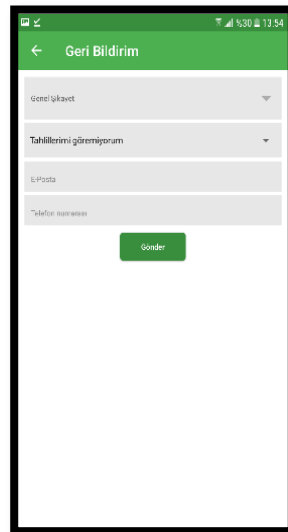 %30 13:54
Geri Bildirim
Genel Şikayet
Tahlillerimi göremiyorum
E-Posta
Telefon numarası
Gönder